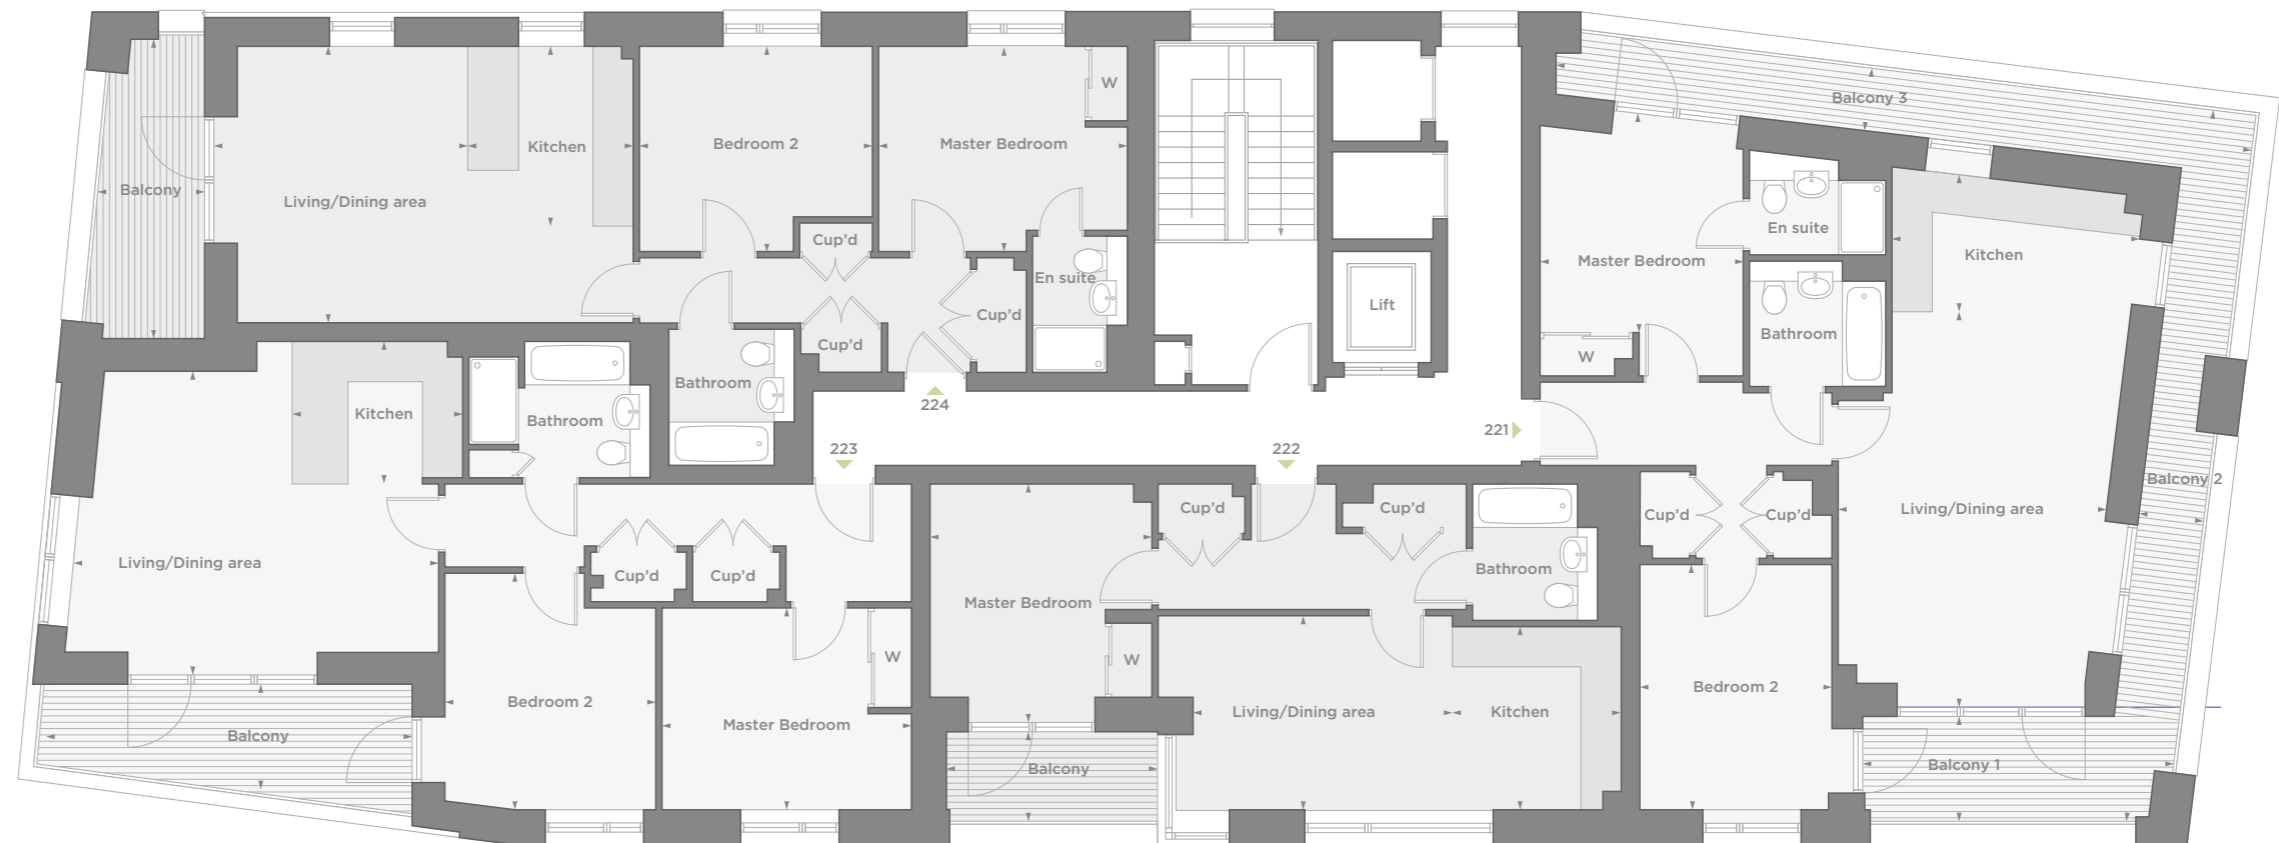 Balcony
Living/Dining area
Kitchen
Bedroom 2
Master Bedroom
W
Cup'd
Cup'd
Cup'd
En suite
Bathroom
224
Kitchen
Bathroom
Living/Dining area
Balcony
223
Cup'd
Cup'd
Bedroom 2
Master Bedroom
W
Lift
222
Master Bedroom
W
Balcony
Cup'd
Cup'd
Bathroom
Living/Dining area
Kitchen
221
Balcony 3
Master Bedroom
W
En suite
Bathroom
Kitchen
Living/Dining area
Balcony 2
Cup'd
Cup'd
Bedroom 2
Balcony 1